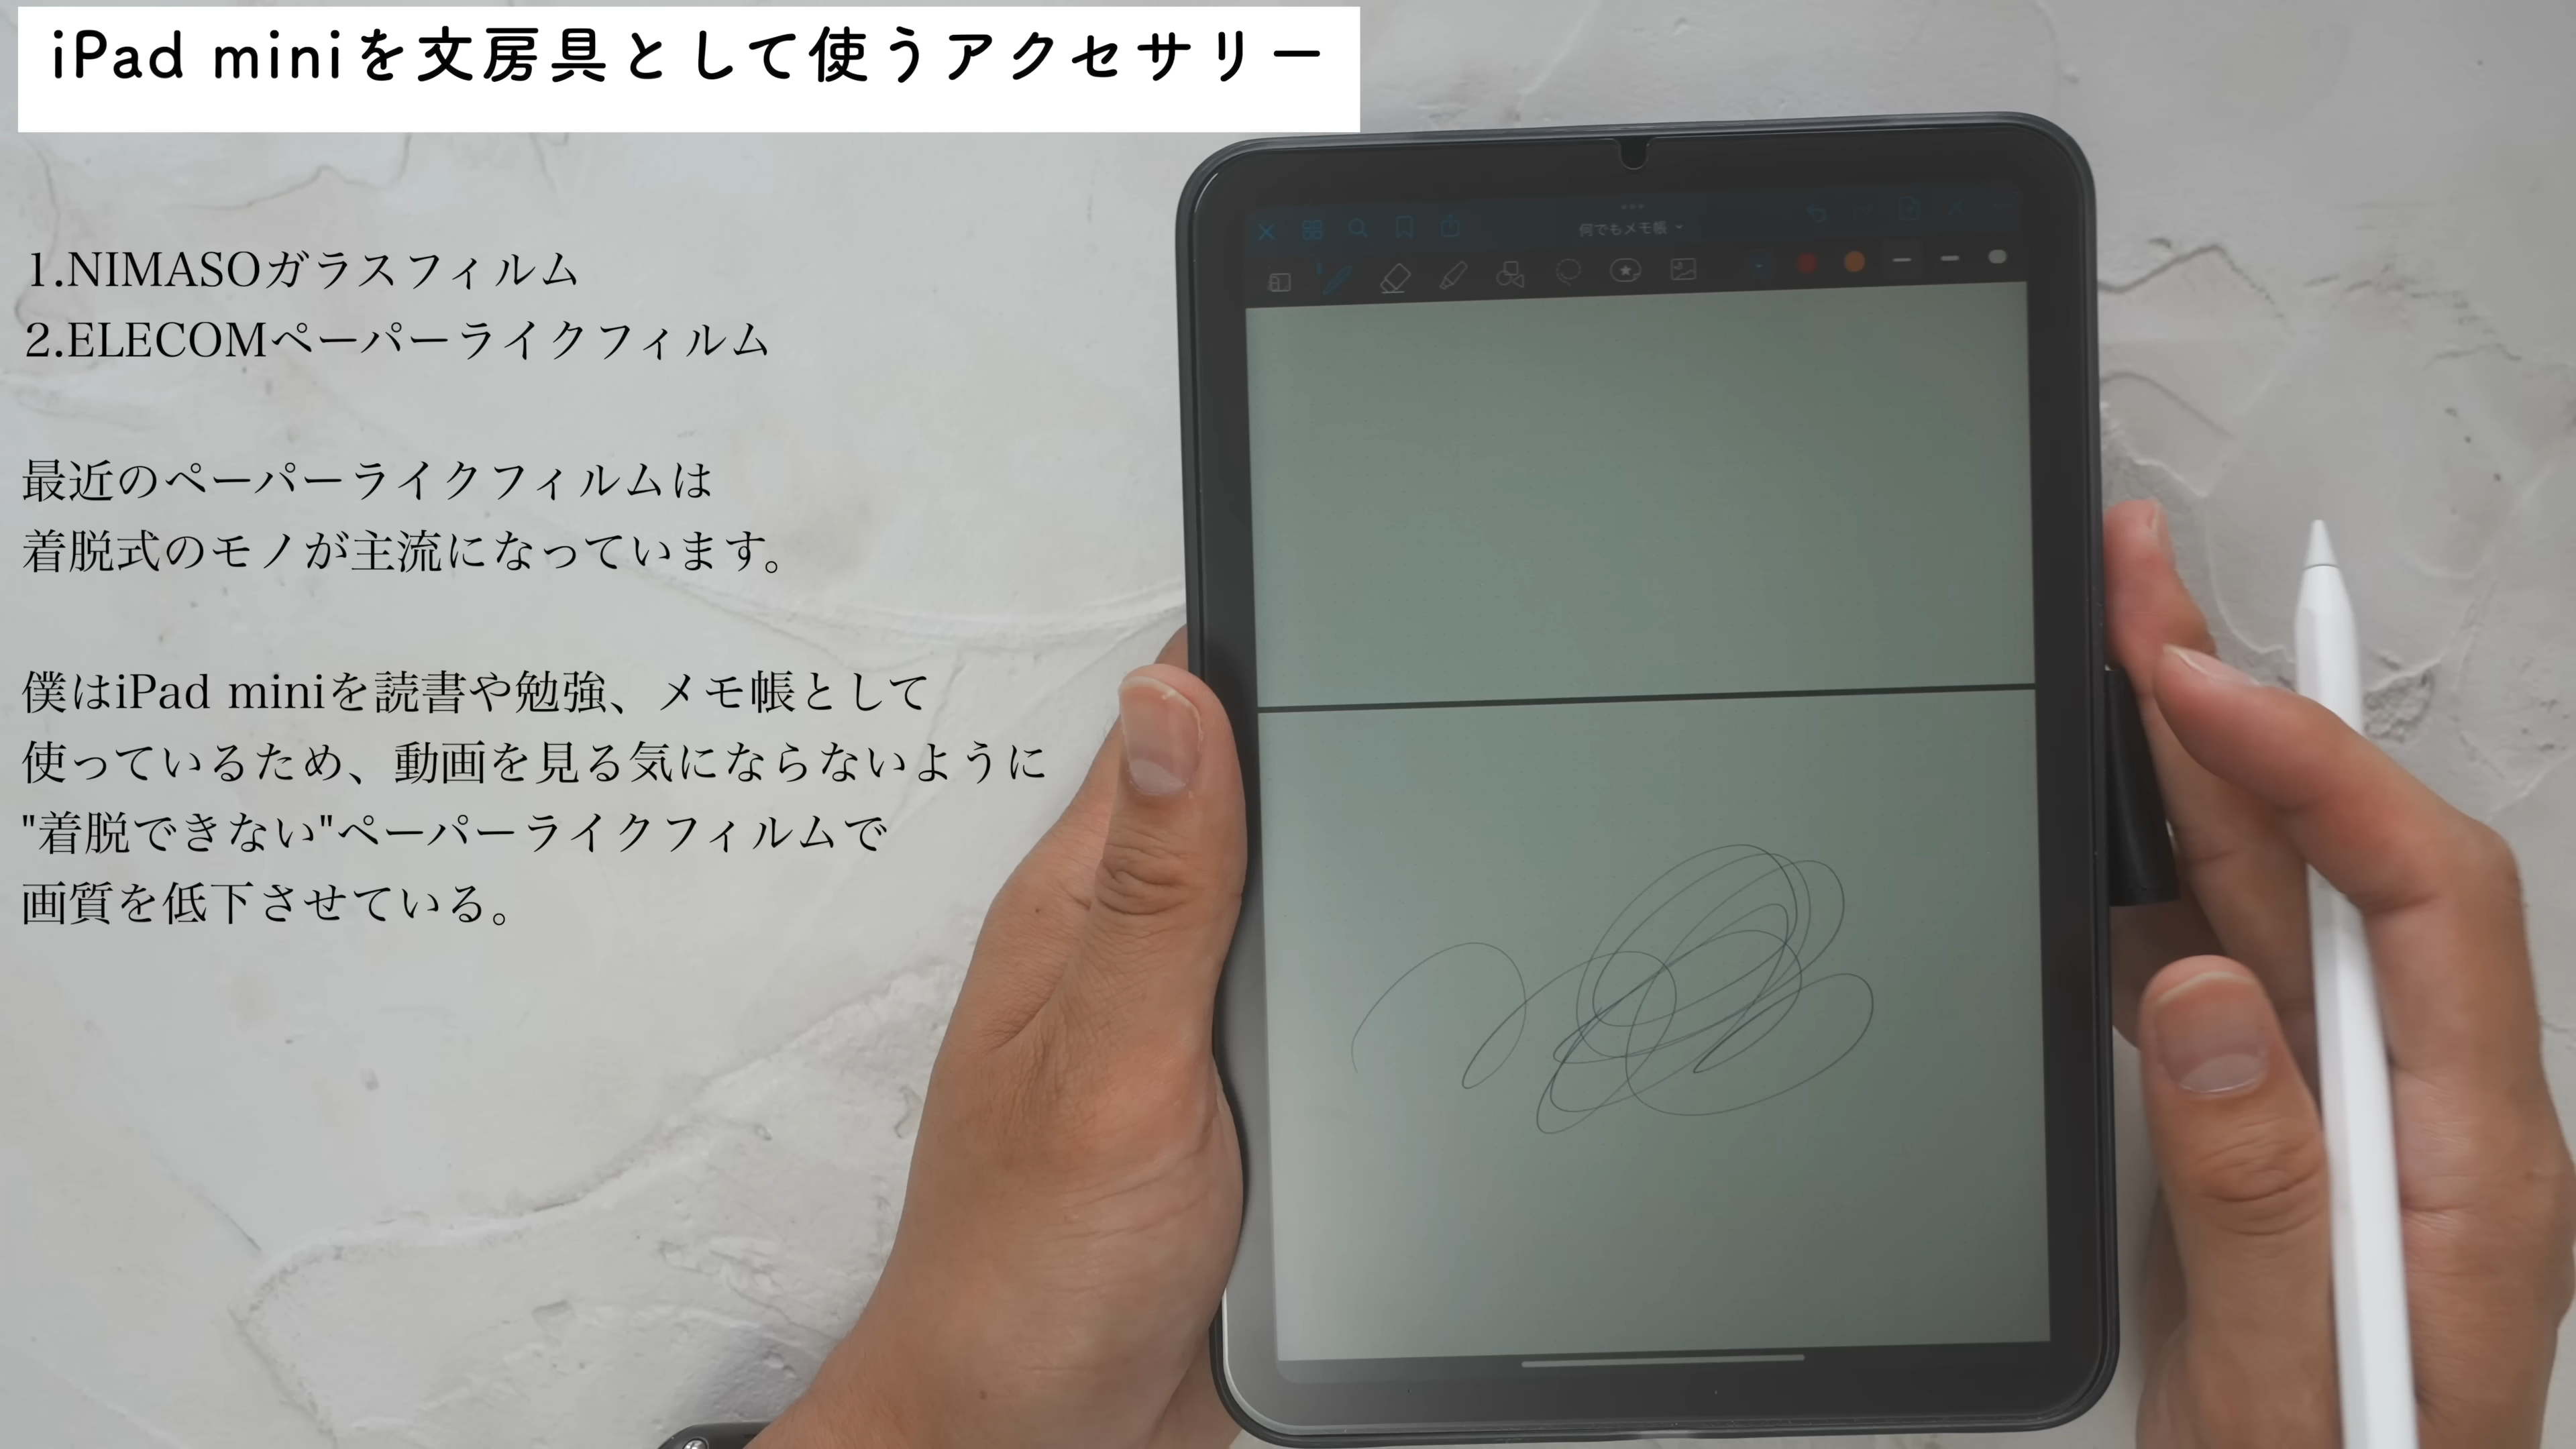 iPad miniを文房具として使うアクセサリー
1.NIMASOガラスフィルム
2.ELECOMペーパーライクフィルム
最近のペーパーライクフィルムは
着脱式のモノが主流になっています。
僕はiPad miniを読書や勉強、メモ帳として
使っているため、動画を見る気にならないように
"着脱できない"ペーパーライクフィルムで
画質を低下させている。
何でもメモ帳